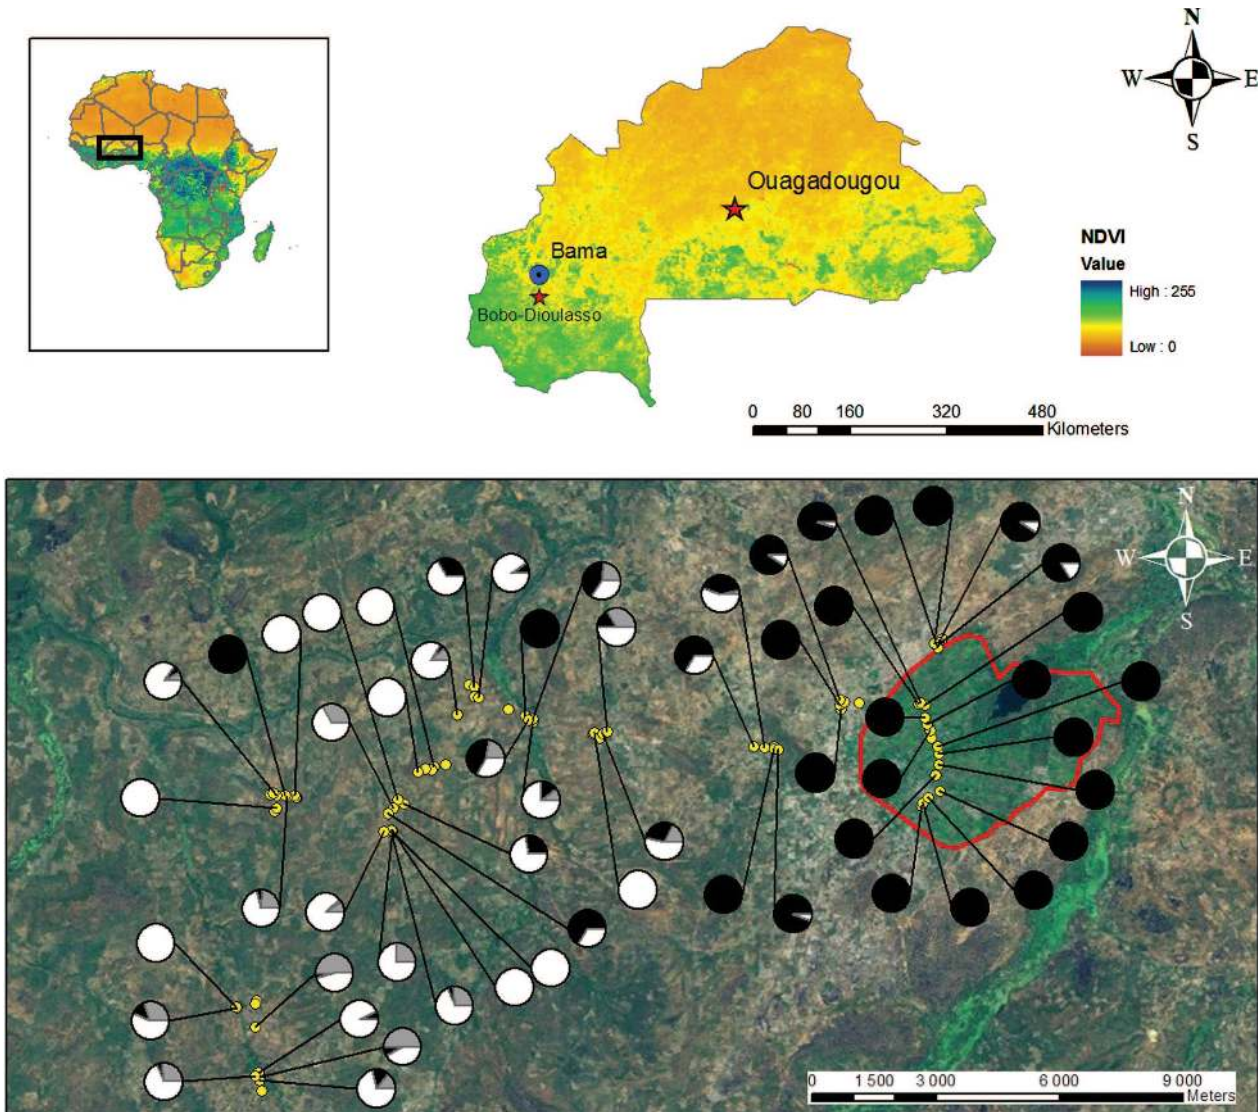 N
W E
S
Ouagadougou
Bama
Bobo-Dioulasso
NDVI
Value
High : 255
Low : 0
0 80 160 320 480
Kilometers
N
W E
S
0 1 500 3 000 6 000 9 000
Meters